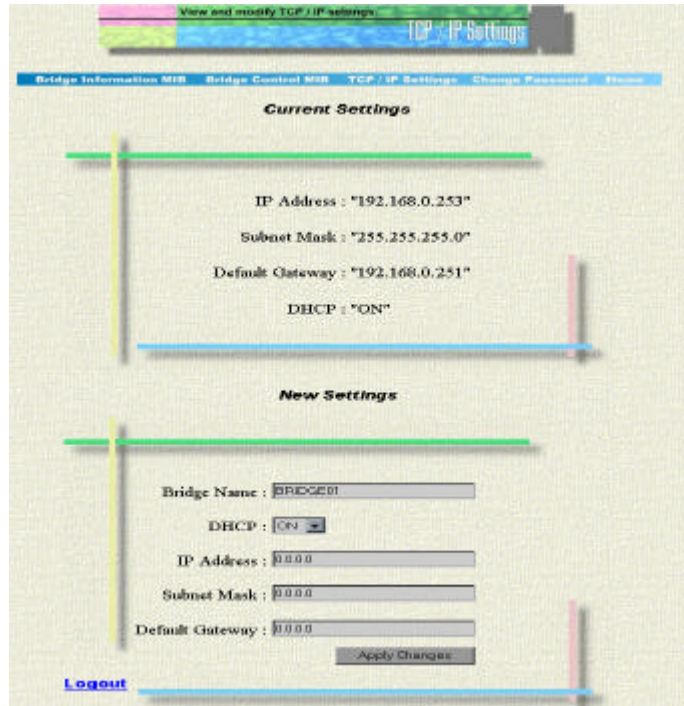 View and modify TCP / IP settings.
TCP / IP Settings
Bridge Information MIB Bridge Control MIB TCP / IP Settings Change Password Home
Current Settings
IP Address : "192.168.0.253"
Subnet Mask : "255.255.255.0"
Default Gateway : "192.168.0.251"
DHCP : "ON"
New Settings
Bridge Name : BRIDGE01
DHCP : ON
IP Address : 0.0.0.0
Subnet Mask : 0.0.0.0
Default Gateway : 0.0.0.0
Apply Changes
Logout